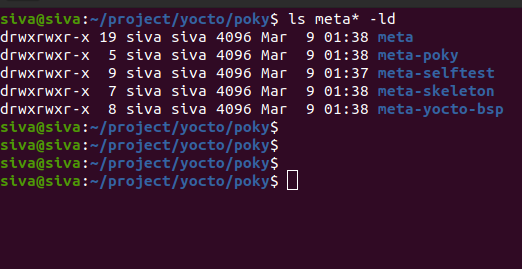 siva@siva:~/project/yocto/poky$ ls meta* -ld
drwxrwxr-x 19 siva siva 4096 Mar  9 01:38 meta
drwxrwxr-x  5 siva siva 4096 Mar  9 01:38 meta-poky
drwxrwxr-x  9 siva siva 4096 Mar  9 01:37 meta-selftest
drwxrwxr-x  7 siva siva 4096 Mar  9 01:38 meta-skeleton
drwxrwxr-x  8 siva siva 4096 Mar  9 01:38 meta-yocto-bsp
siva@siva:~/project/yocto/poky$
siva@siva:~/project/yocto/poky$
siva@siva:~/project/yocto/poky$
siva@siva:~/project/yocto/poky$